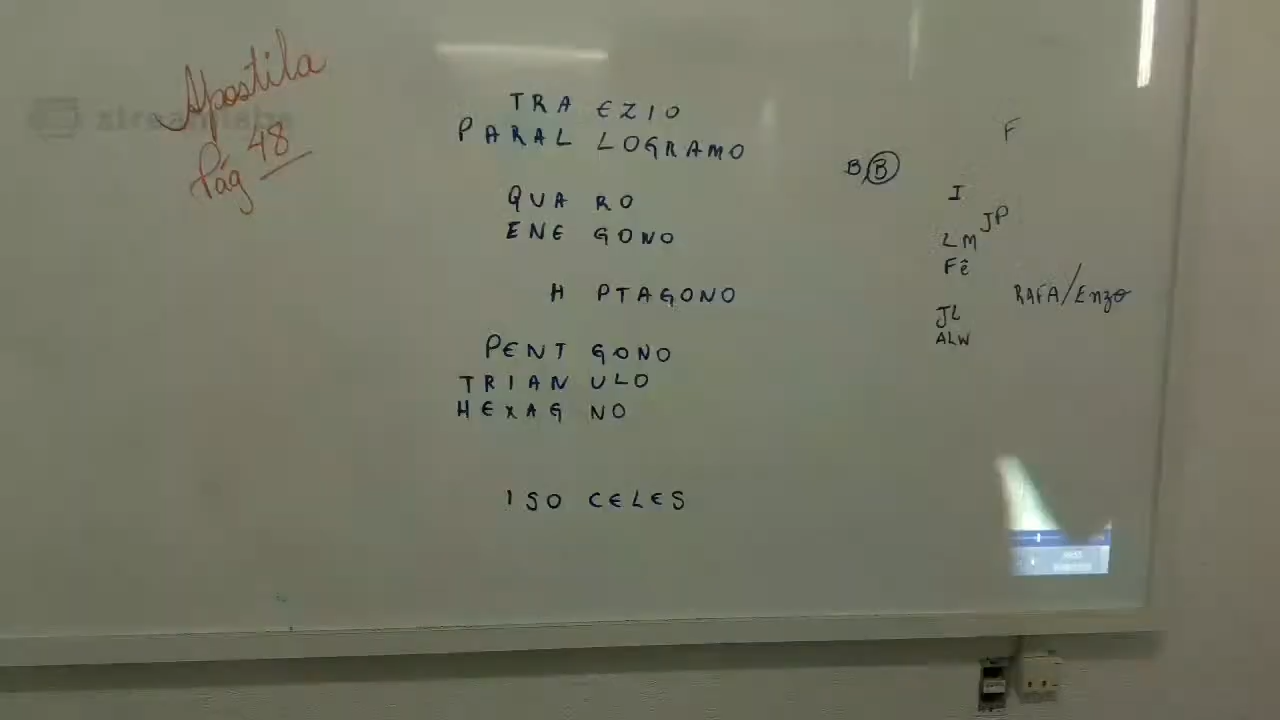 Apostila
Pág 48
TRA EZIO
PARAL LOGRAMO
QUA RO
ENE GONO
H PTAGONO
PENT GONO
TRIAN ULO
HEXAG NO
ISO CELES
F
B/B
I
JP
LM
Fê
RAFA/Enzo
JL
ALW